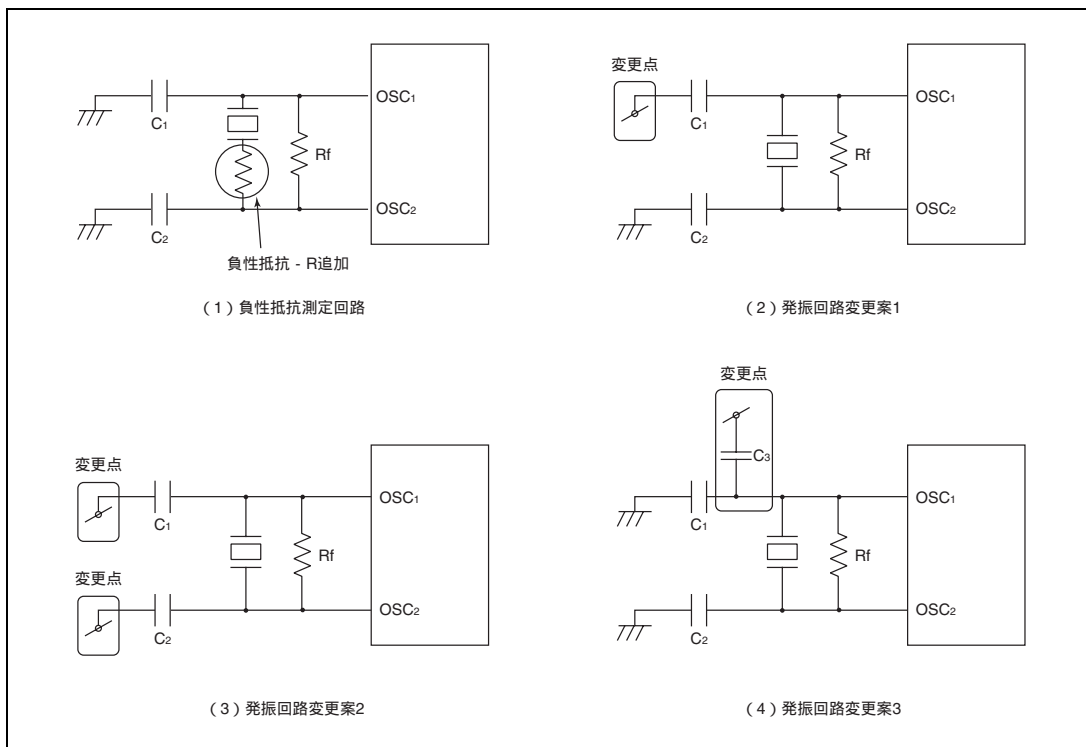 OSC1
C1
Rf
OSC2
C2
負性抵抗 - R追加
(1)負性抵抗測定回路
変更点
OSC1
C1
Rf
OSC2
C2
(2)発振回路変更案1
変更点
OSC1
C1
Rf
変更点
OSC2
C2
(3)発振回路変更案2
変更点
C3
OSC1
C1
Rf
OSC2
C2
(4)発振回路変更案3